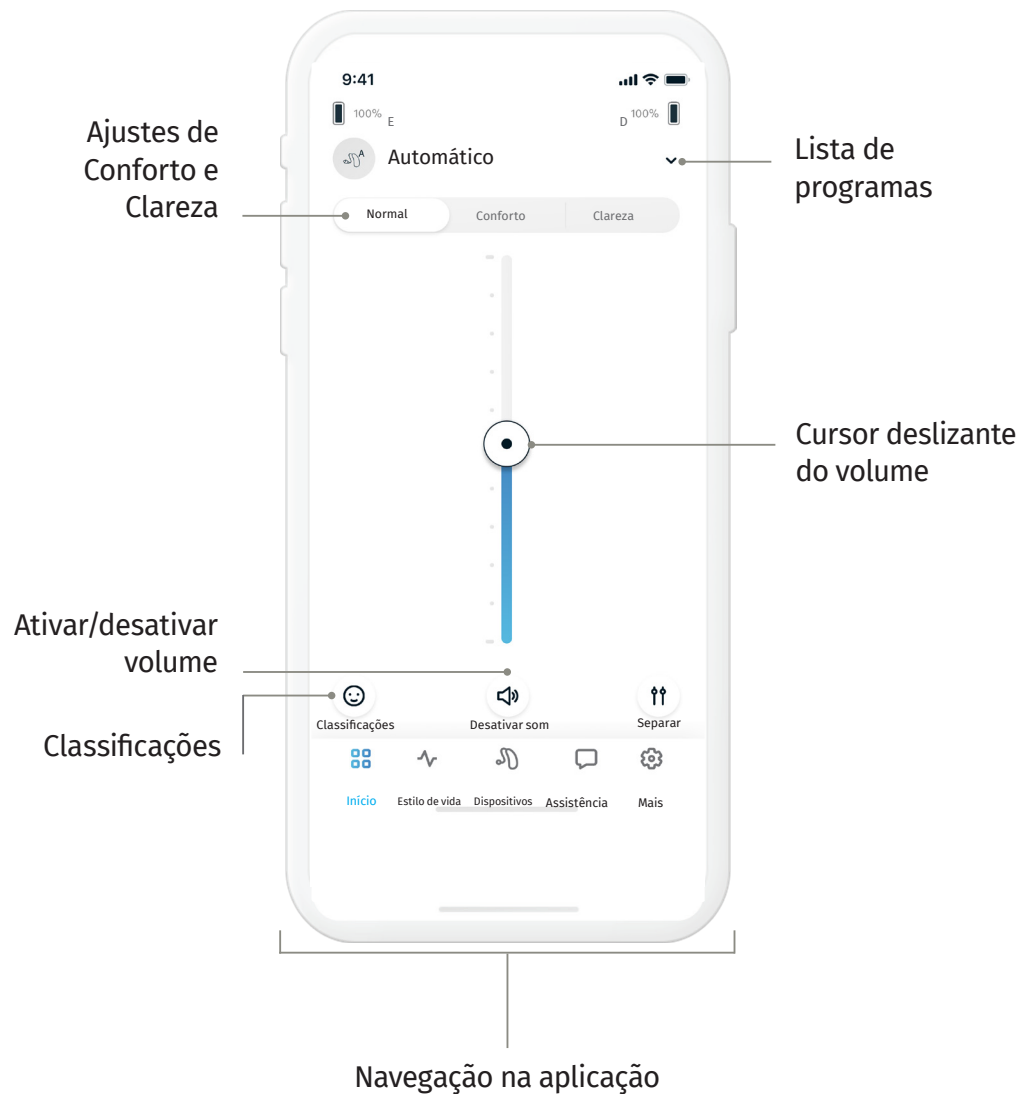 9:41
100% E
D 100%
Ajustes de
Conforto e
Clareza
Automático
Lista de
programas
Normal
Conforto
Clareza
Cursor deslizante
do volume
Ativar/desativar
volume
Classificações
Classificações
Desativar som
Separar
Início
Estilo de vida
Dispositivos
Assistência
Mais
Navegação na aplicação